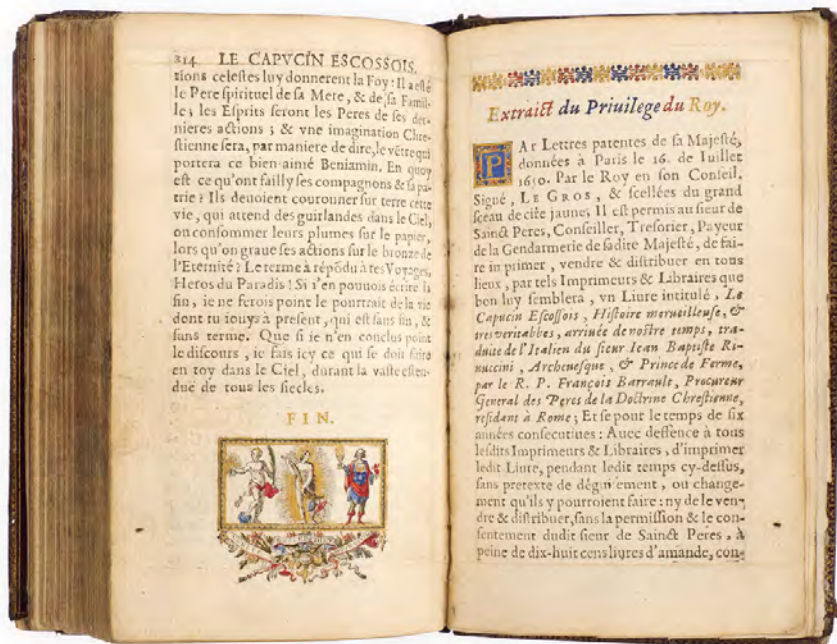 214 LE CAPVCIN ESCOSSOIS.
tions celestes luy donnerent la Foy: Il a esté
le Pere spirituel de sa Mere, & de sa Famil-
le; les Esprits seront les Peres de ses der-
nieres actions; & vne imagination Chre-
stienne sera, par maniere de dire, le vêtre qui
portera ce bien-aimé Beniamin. En quoy
est ce qu'ont failly ses compagnons & sa pa-
trie? Ils deuoient couronner sur terre cette
vie, qui attend des guirlandes dans le Ciel,
ou consommer leurs plumes sur le papier,
lors qu'on graue ses actions sur le bronze de
l'Eternité? Le terme à répõdu à tes Voyages,
Heros du Paradis! Si i'en pouuois écrire la
fin, ie ne ferois point le pourtrait de la vie
dont tu iouys à present, qui est sans fin, &
sans terme. Que si ie n'en conclus point
le discours, ie fais icy ce qui se doit faire
en toy dans le Ciel, durant la vaste esten-
duë de tous les siecles.
FIN.
Extraict du Priuilege du Roy.
PAr Lettres patentes de sa Majesté,
données à Paris le 16. de Iuillet
1650. Par le Roy en son Conseil,
Signé, LE GROS, & scellées du grand
sceau de cire jaune, Il est permis au sieur de
Sainct Peres, Conseiller, Tresorier, Payeur
de la Gendarmerie de sadite Majesté, de fai-
re imprimer, vendre & distribuer en tous
lieux, par tels Imprimeurs & Libraires que
bon luy semblera, vn Liure intitulé, Le
Capucin Escossois, Histoire merueilleuse, &
tres veritabbes, arriuée de nostre temps, tra-
duite de l'Italien du sieur Iean Baptiste Ri-
nuccini, Archeuesque, & Prince de Ferme,
par le R. P. François Barrault, Procureur
General des Peres de la Doctrine Chrestienne,
residant à Rome; Et se pour le temps de six
années consecutiues: Auec deffence à tous
lesdits Imprimeurs & Libraires, d'imprimer
ledit Liure, pendant ledit temps cy-dessus,
sans pretexte de déguisement, ou change-
ment qu'ils y pourroient faire: ny de le ven-
dre & distribuer, sans la permission & le con-
sentement dudit sieur de Sainct Peres, à
peine de dix-huit cens liures d'amande, con-